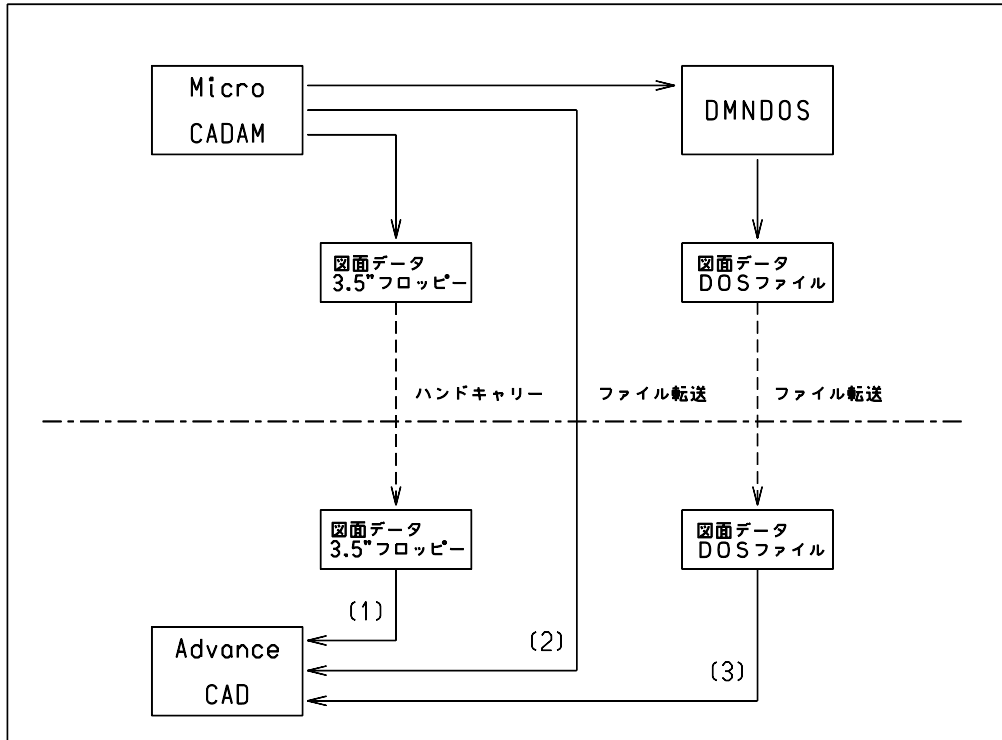 Micro
CADAM
DMNDOS
図面データ
3.5"フロッピー
図面データ
DOSファイル
ハンドキャリー
ファイル転送
ファイル転送
図面データ
3.5"フロッピー
図面データ
DOSファイル
(1)
(2)
(3)
Advance
CAD